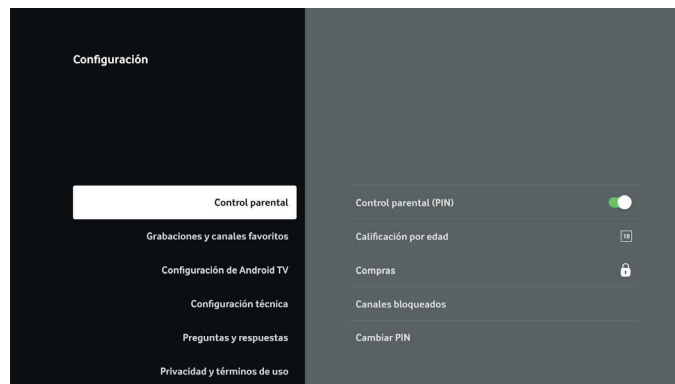 Configuración
Control parental
Control parental (PIN)
Grabaciones y canales favoritos
Calificación por edad
18
Configuración de Android TV
Compras
Configuración técnica
Canales bloqueados
Preguntas y respuestas
Cambiar PIN
Privacidad y términos de uso